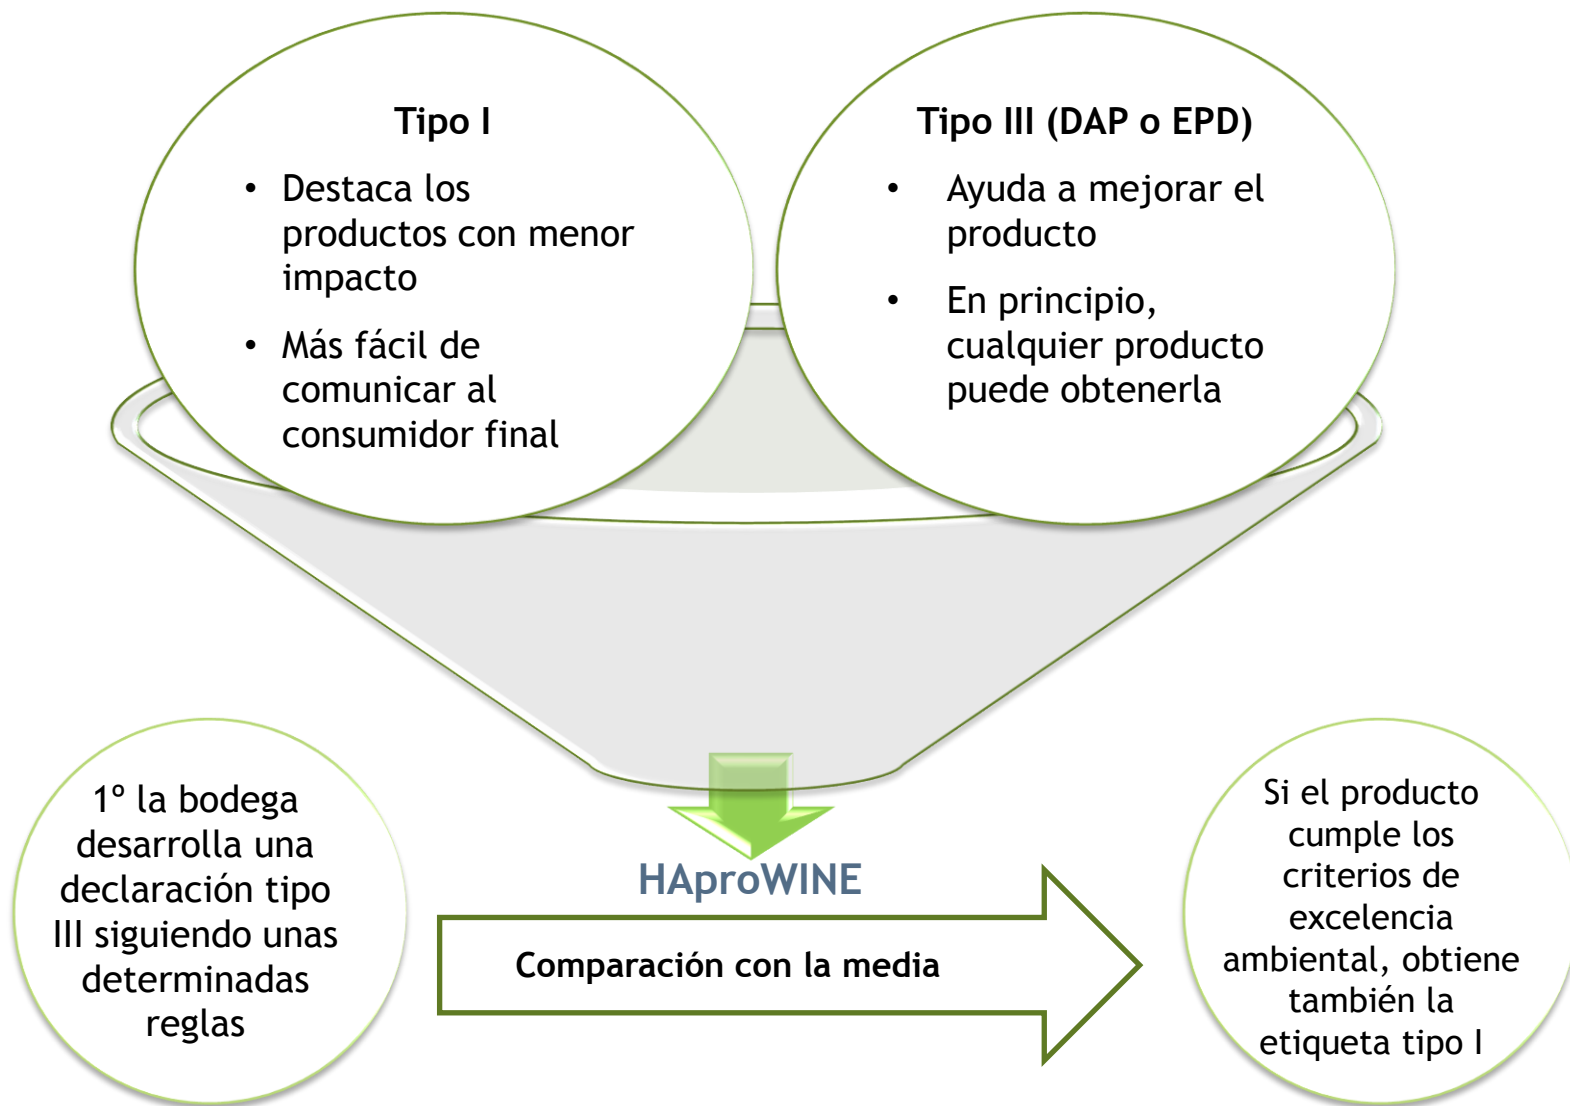 Tipo I
• Destaca los
productos con menor
impacto
• Más fácil de
comunicar al
consumidor final
Tipo III (DAP o EPD)
• Ayuda a mejorar el
producto
• En principio,
cualquier producto
puede obtenerla
HAproWINE
1º la bodega
desarrolla una
declaración tipo
III siguiendo unas
determinadas
reglas
Comparación con la media
Si el producto
cumple los
criterios de
excelencia
ambiental, obtiene
también la
etiqueta tipo I